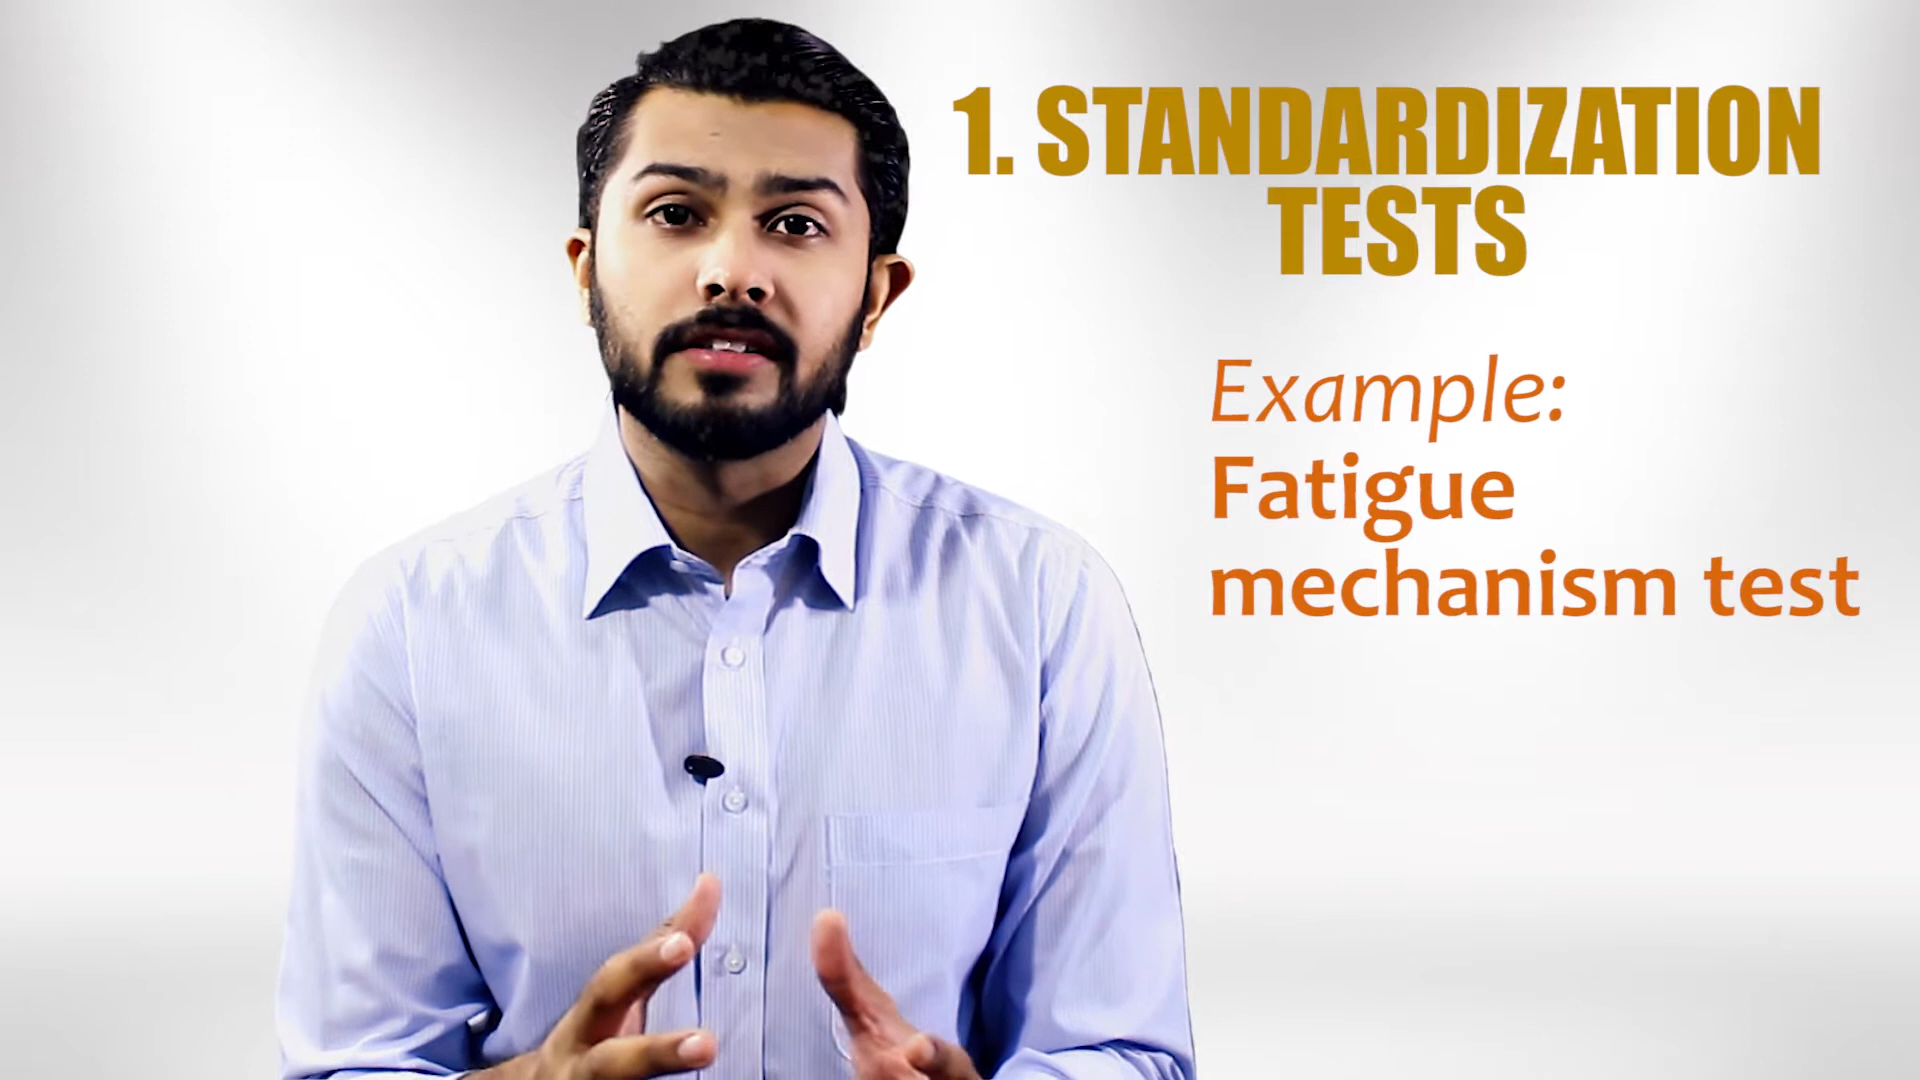 1. STANDARDIZATION
TESTS
Example:
Fatigue
mechanism test